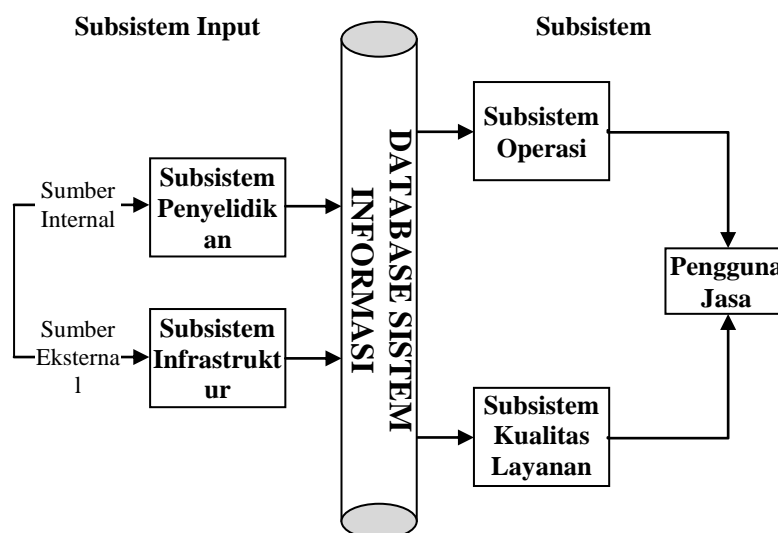 Subsistem Input
Subsistem
Sumber
Internal
Subsistem
Penyelidik
an
Sumber
Eksterna
l
Subsistem
Infrastrukt
ur
DATABASE SISTEM
INFORMASI
Subsistem
Operasi
Subsistem
Kualitas
Layanan
Pengguna
Jasa